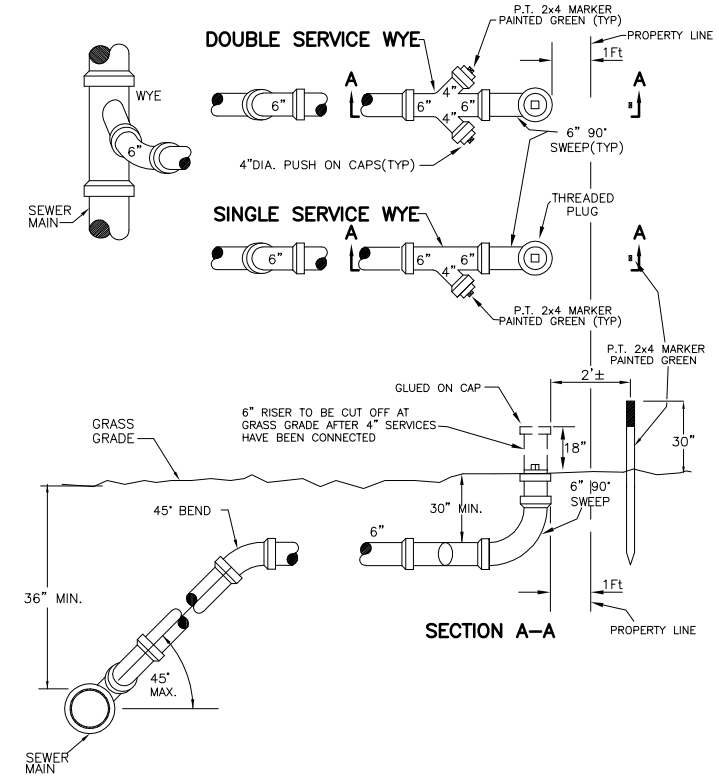 P.T. 2x4 MARKER
PAINTED GREEN (TYP)
DOUBLE SERVICE WYE
PROPERTY LINE
1Ft
WYE
A
A
6”
6”
4”
6”
4”
6” 90°
SWEEP(TYP)
6”
4”DIA. PUSH ON CAPS(TYP)
SEWER
MAIN
SINGLE SERVICE WYE
THREADED
PLUG
A
A
6”
6”
6”
4”
P.T. 2x4 MARKER
PAINTED GREEN (TYP)
P.T. 2x4 MARKER
PAINTED GREEN
2'±
GLUED ON CAP
6” RISER TO BE CUT OFF AT
GRASS GRADE AFTER 4” SERVICES
HAVE BEEN CONNECTED
GRASS
GRADE
18”
30”
6” 90°
SWEEP
45° BEND
30” MIN.
6”
36” MIN.
1Ft
SECTION A–A
PROPERTY LINE
45°
MAX.
SEWER
MAIN